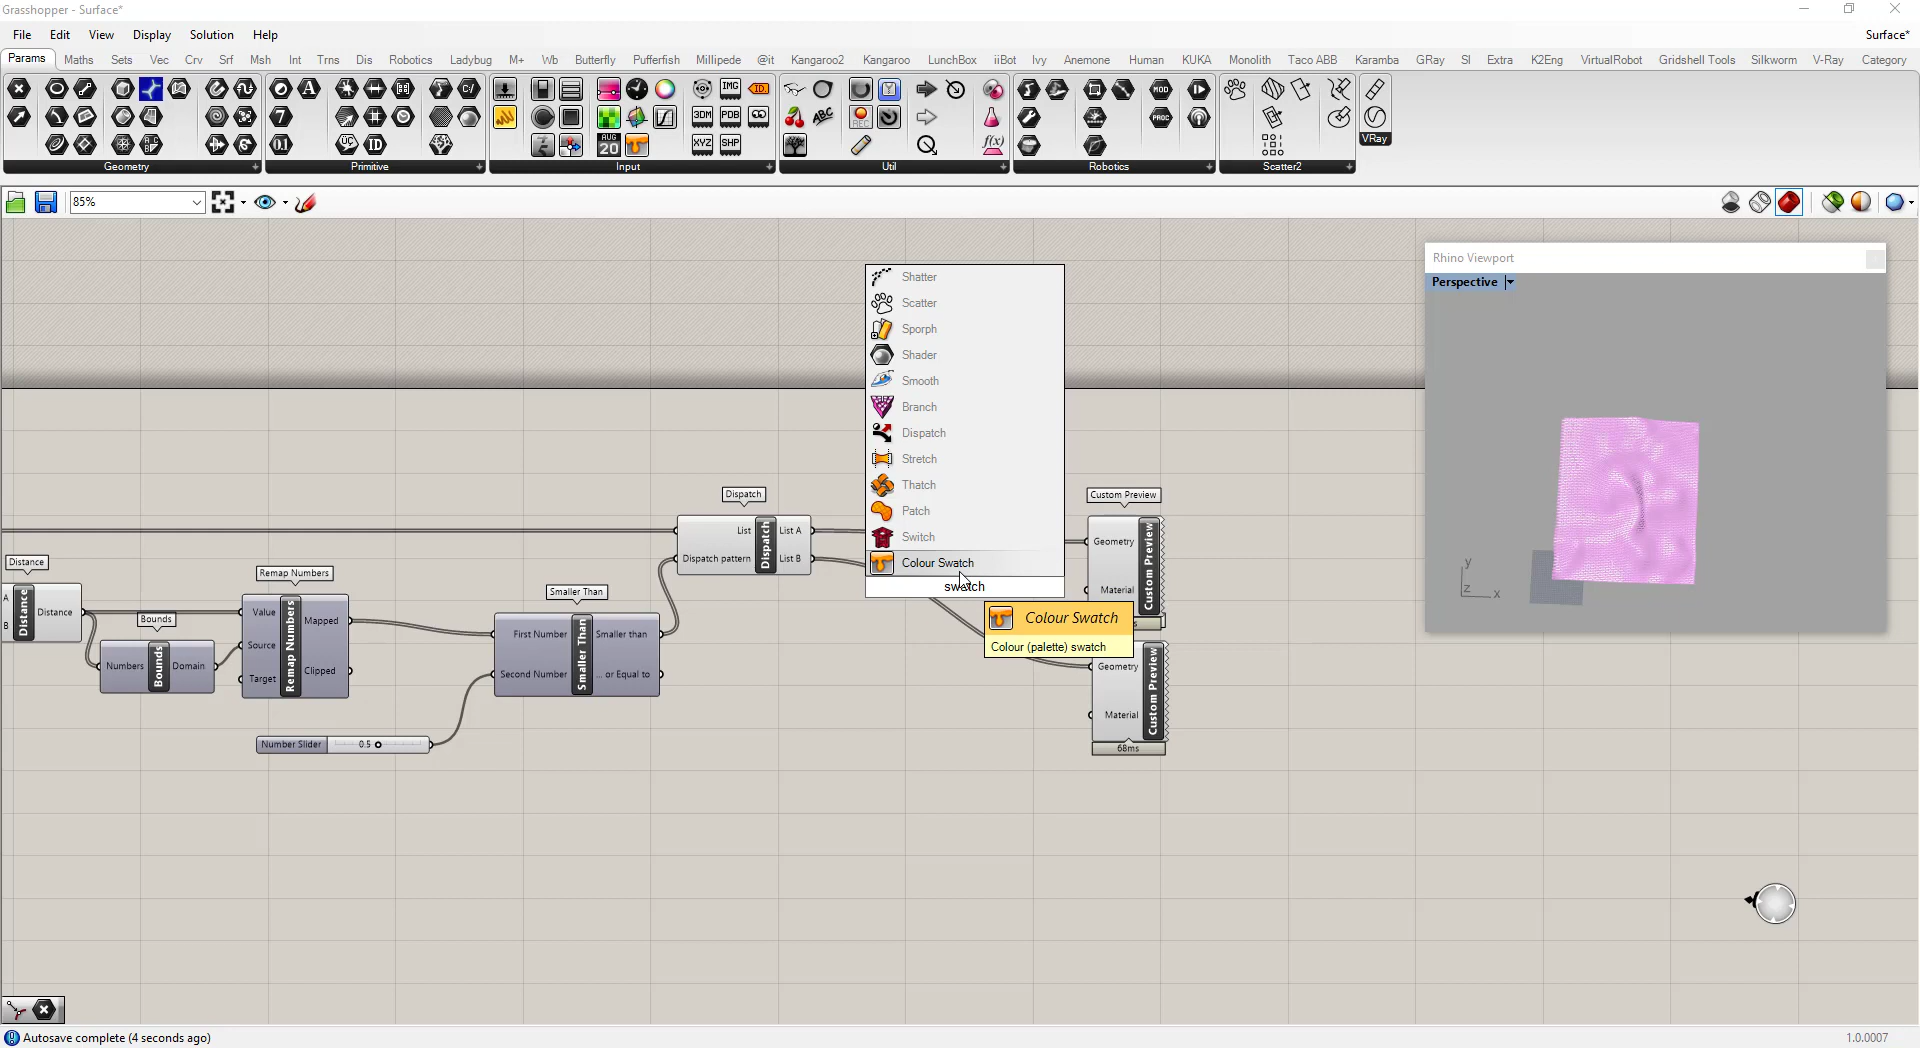 Grasshopper - Surface*
File Edit View Display Solution Help Surface*
Params Maths Sets Vec Crv Srf Msh Int Trns Dis Robotics Ladybug M+ Wb Butterfly Pufferfish Millipede @it Kangaroo2 Kangaroo LunchBox iiBot Ivy Anemone Human KUKA Monolith Taco ABB Karamba GRay SI Extra K2Eng VirtualRobot Gridshell Tools Silkworm V-Ray Category
Geometry Primitive Input Util Robotics Scatter2 VRay
85%
Rhino Viewport
Perspective
Shatter
Scatter
Sporph
Shader
Smooth
Branch
Dispatch
Stretch
Thatch
Patch
Switch
Colour Swatch
swatch
Colour Swatch
Colour (palette) swatch
Distance
A
B
Distance
Distance
Bounds
Numbers
Bounds
Domain
Remap Numbers
Value
Source
Target
Remap Numbers
Mapped
Clipped
Number Slider 0.5
Smaller Than
First Number
Second Number
Smaller Than
Smaller than
... or Equal to
Dispatch
List
Dispatch pattern
Dispatch
List A
List B
Custom Preview
Geometry
Material
Custom Preview
Geometry
Material
Custom Preview
68ms
y
z x
Autosave complete (4 seconds ago)
1.0.0007